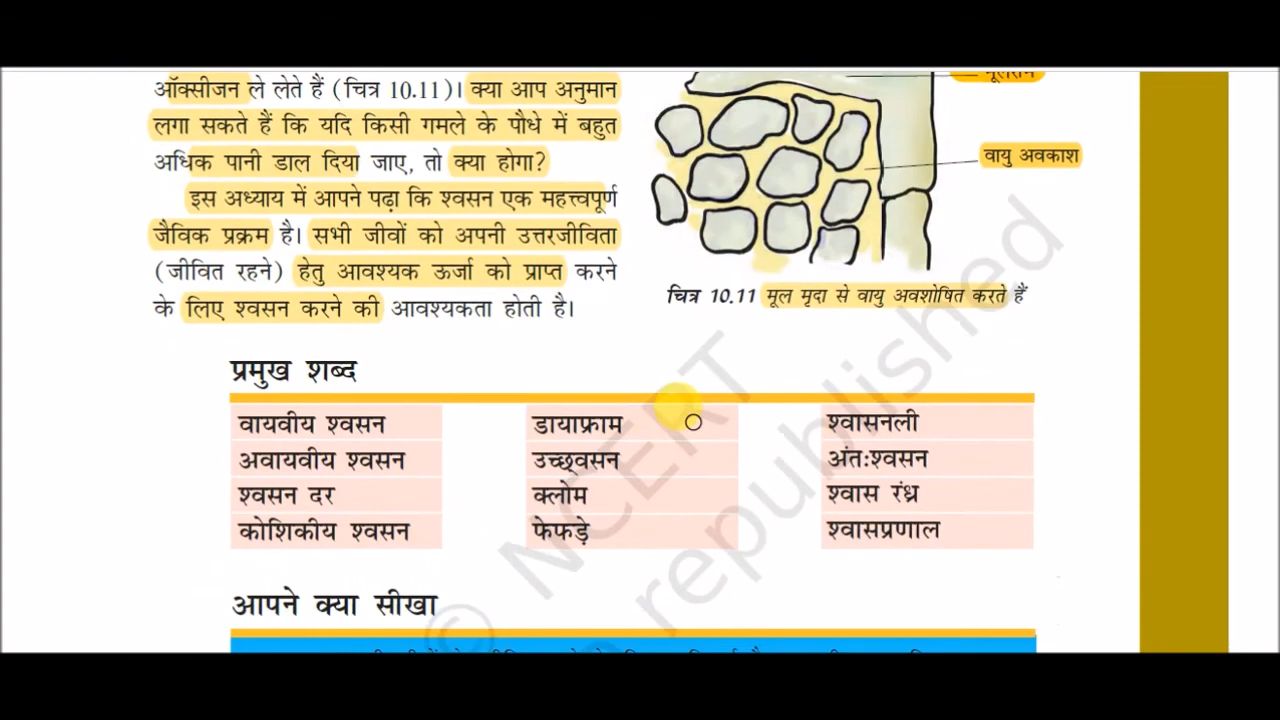 ऑक्सीजन ले लेते हैं (चित्र 10.11)। क्या आप अनुमान
लगा सकते हैं कि यदि किसी गमले के पौधे में बहुत
अधिक पानी डाल दिया जाए, तो क्या होगा?
इस अध्याय में आपने पढ़ा कि श्वसन एक महत्त्वपूर्ण
जैविक प्रक्रम है। सभी जीवों को अपनी उत्तरजीविता
(जीवित रहने) हेतु आवश्यक ऊर्जा को प्राप्त करने
के लिए श्वसन करने की आवश्यकता होती है।
वायु अवकाश
चित्र 10.11 मूल मृदा से वायु अवशोषित करते हैं
प्रमुख शब्द
वायवीय श्वसन
अवायवीय श्वसन
श्वसन दर
कोशिकीय श्वसन
डायाफ्राम
उच्छ्वसन
क्लोम
फेफड़े
श्वासनली
अंतःश्वसन
श्वास रंध्र
श्वासप्रणाल
आपने क्या सीखा
© NCERT
republished